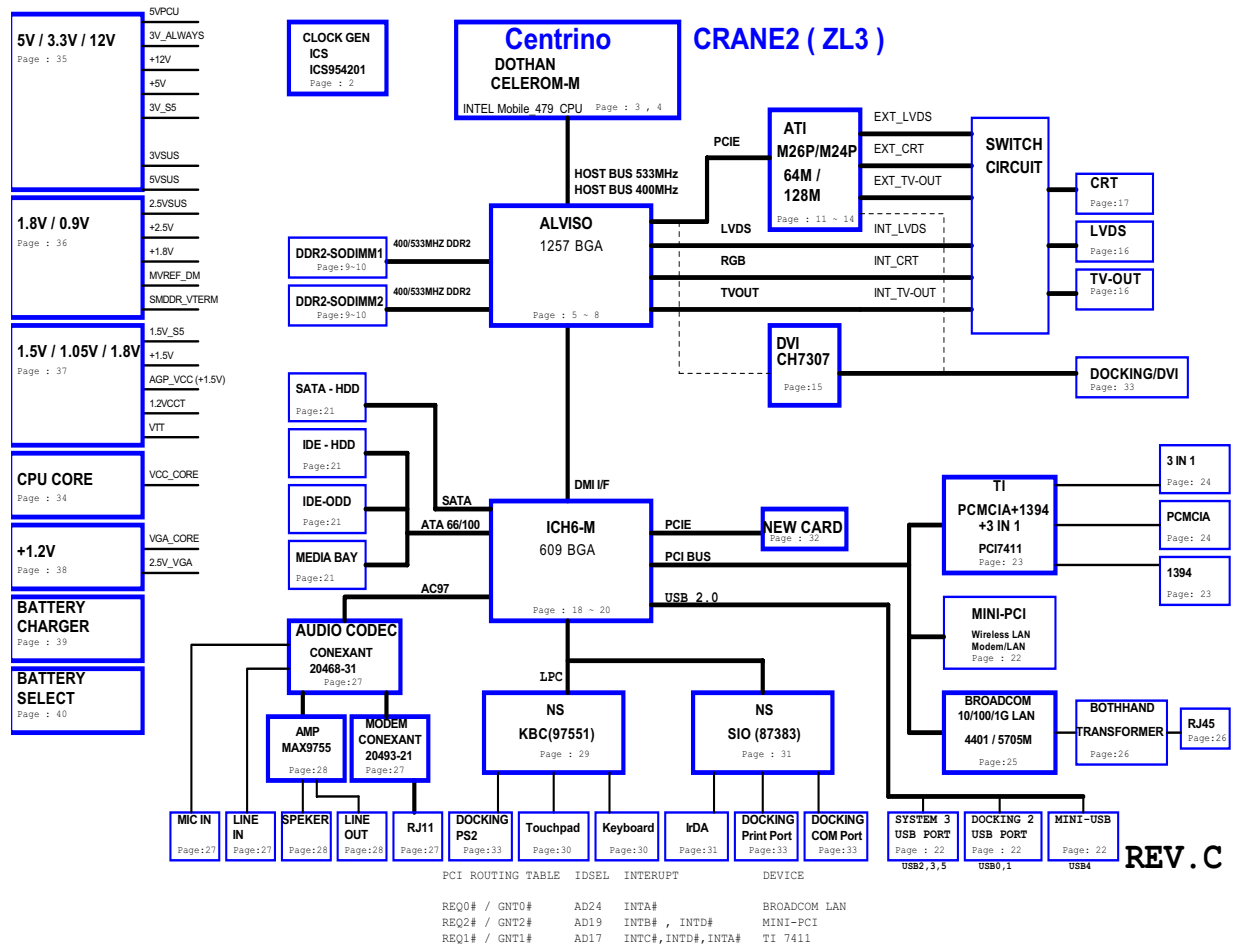 5V / 3.3V / 12V
Page : 35
5VPCU
3V_ALWAYS
+12V
+5V
3V_S5
3VSUS
5VSUS
1.8V / 0.9V
Page : 36
2.5VSUS
+2.5V
+1.8V
MVREF_DM
SMDDR_VTERM
1.5V / 1.05V / 1.8V
Page : 37
1.5V_S5
+1.5V
AGP_VCC (+1.5V)
1.2VCCT
VTT
CPU CORE
Page : 34
VCC_CORE
+1.2V
Page : 38
VGA_CORE
2.5V_VGA
BATTERY
CHARGER
Page : 39
BATTERY
SELECT
Page : 40
CLOCK GEN
ICS
ICS954201
Page : 2
Centrino
DOTHAN
CELEROM-M
INTEL Mobile_479 CPU
Page : 3 , 4
CRANE2 ( ZL3 )
HOST BUS 533MHz
HOST BUS 400MHz
PCIE
ATI
M26P/M24P
64M /
128M
Page : 11 ~ 14
EXT_LVDS
EXT_CRT
EXT_TV-OUT
SWITCH
CIRCUIT
CRT
Page:17
LVDS
Page:16
TV-OUT
Page:16
DDR2-SODIMM1
Page:9~10
400/533MHZ DDR2
DDR2-SODIMM2
Page:9~10
400/533MHZ DDR2
ALVISO
1257 BGA
Page : 5 ~ 8
LVDS
RGB
TVOUT
INT_LVDS
INT_CRT
INT_TV-OUT
DVI
CH7307
Page:15
DOCKING/DVI
Page : 33
SATA - HDD
Page:21
IDE - HDD
Page:21
IDE-ODD
Page:21
MEDIA BAY
Page:21
SATA
ATA 66/100
AC97
DMI I/F
ICH6-M
609 BGA
Page : 18 ~ 20
PCIE
PCI BUS
USB 2.0
NEW CARD
Page : 32
TI
PCMCIA+1394
+3 IN 1
PCI7411
Page : 23
3 IN 1
Page: 24
PCMCIA
Page: 24
1394
Page: 23
MINI-PCI
Wireless LAN
Modem/LAN
Page : 22
BROADCOM
10/100/1G LAN
4401 / 5705M
Page:25
BOTHHAND
TRANSFORMER
Page:26
RJ45
Page:26
AUDIO CODEC
CONEXANT
20468-31
Page:27
AMP
MAX9755
Page:28
MODEM
CONEXANT
20493-21
Page:27
LPC
NS
KBC(97551)
Page : 29
NS
SIO (87383)
Page : 31
MIC IN
Page:27
LINE
IN
Page:27
SPEKER
Page:28
LINE
OUT
Page:28
RJ11
Page:27
DOCKING
PS2
Page:33
Touchpad
Page:30
Keyboard
Page:30
IrDA
Page:31
DOCKING
Print Port
Page:33
DOCKING
COM Port
Page:33
SYSTEM 3
USB PORT
Page : 22
USB2,3,5
DOCKING 2
USB PORT
Page : 22
USB0,1
MINI-USB
Page: 22
USB4
REV.C
PCI ROUTING TABLE IDSEL INTERUPT DEVICE
REQ0# / GNT0# AD24 INTA# BROADCOM LAN
REQ2# / GNT2# AD19 INTB# , INTD# MINI-PCI
REQ1# / GNT1# AD17 INTC#,INTD#,INTA# TI 7411